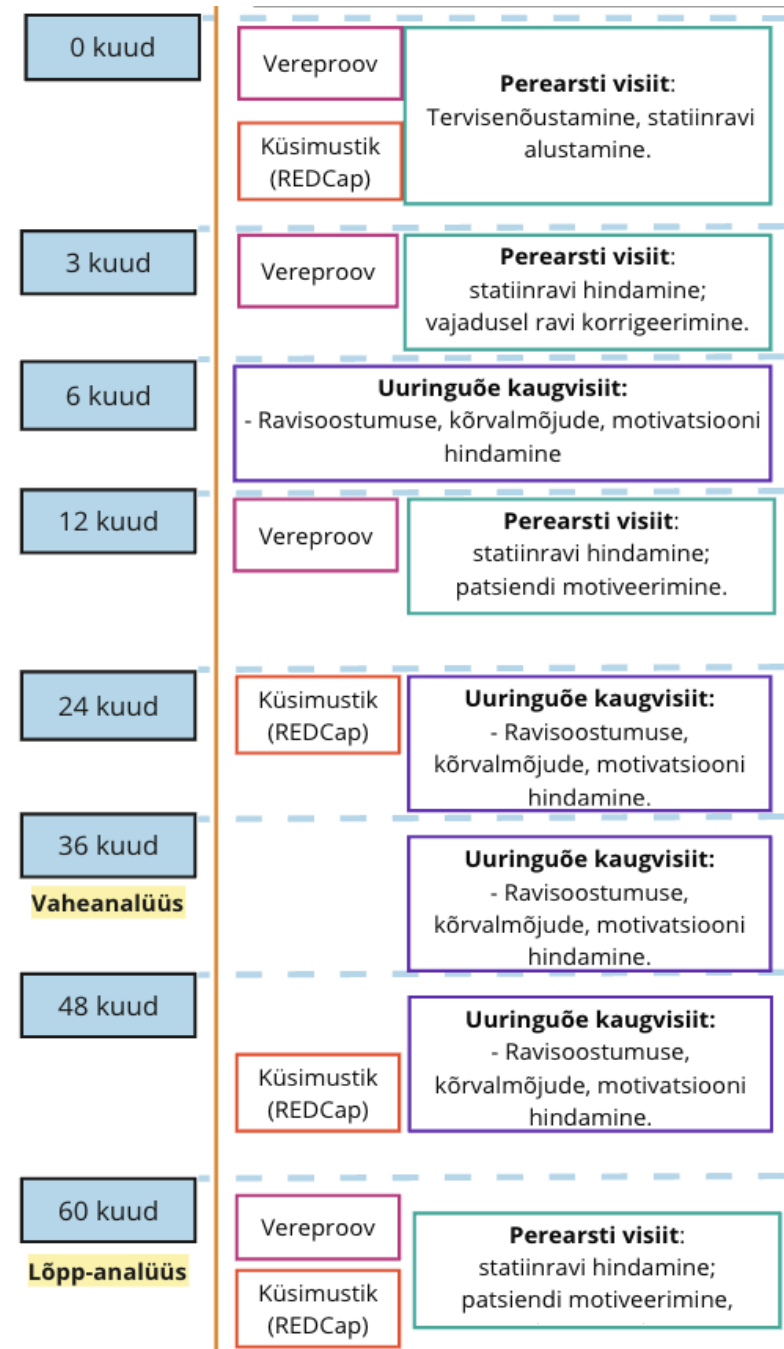 0 kuud
Vereproov
Küsimustik
(REDCap)
Perearsti visiit:
Tervisenõustamine, statiinravi
alustamine.
3 kuud
Vereproov
Perearsti visiit:
statiinravi hindamine;
vajadusel ravi korrigeerimine.
6 kuud
Uuringuõe kaugvisiit:
- Ravisoostumuse, kõrvalmõjude, motivatsiooni
hindamine
12 kuud
Vereproov
Perearsti visiit:
statiinravi hindamine;
patsiendi motiveerimine.
24 kuud
Küsimustik
(REDCap)
Uuringuõe kaugvisiit:
- Ravisoostumuse,
kõrvalmõjude, motivatsiooni
hindamine.
36 kuud
Vaheanalüüs
Uuringuõe kaugvisiit:
- Ravisoostumuse,
kõrvalmõjude, motivatsiooni
hindamine.
48 kuud
Küsimustik
(REDCap)
Uuringuõe kaugvisiit:
- Ravisoostumuse,
kõrvalmõjude, motivatsiooni
hindamine.
60 kuud
Lõpp-analüüs
Vereproov
Küsimustik
(REDCap)
Perearsti visiit:
statiinravi hindamine;
patsiendi motiveerimine,